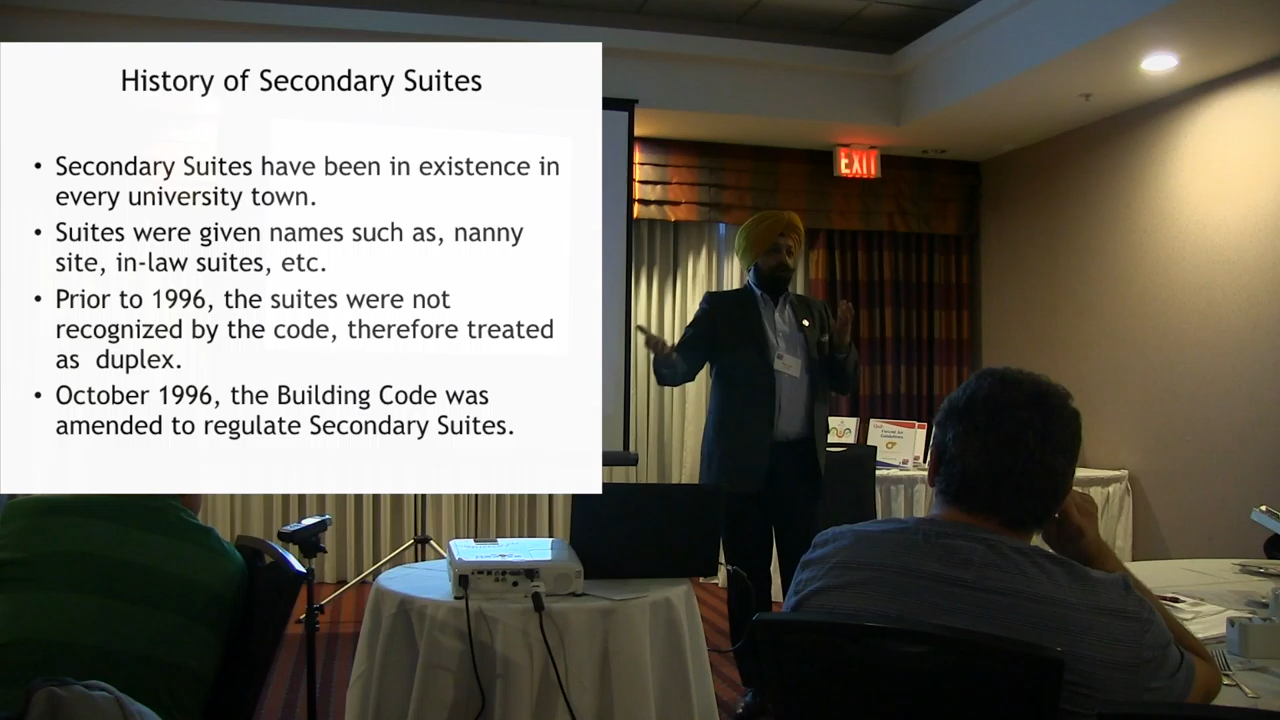 History of Secondary Suites
• Secondary Suites have been in existence in
every university town.
• Suites were given names such as, nanny
site, in-law suites, etc.
• Prior to 1996, the suites were not
recognized by the code, therefore treated
as duplex.
• October 1996, the Building Code was
amended to regulate Secondary Suites.
EXIT